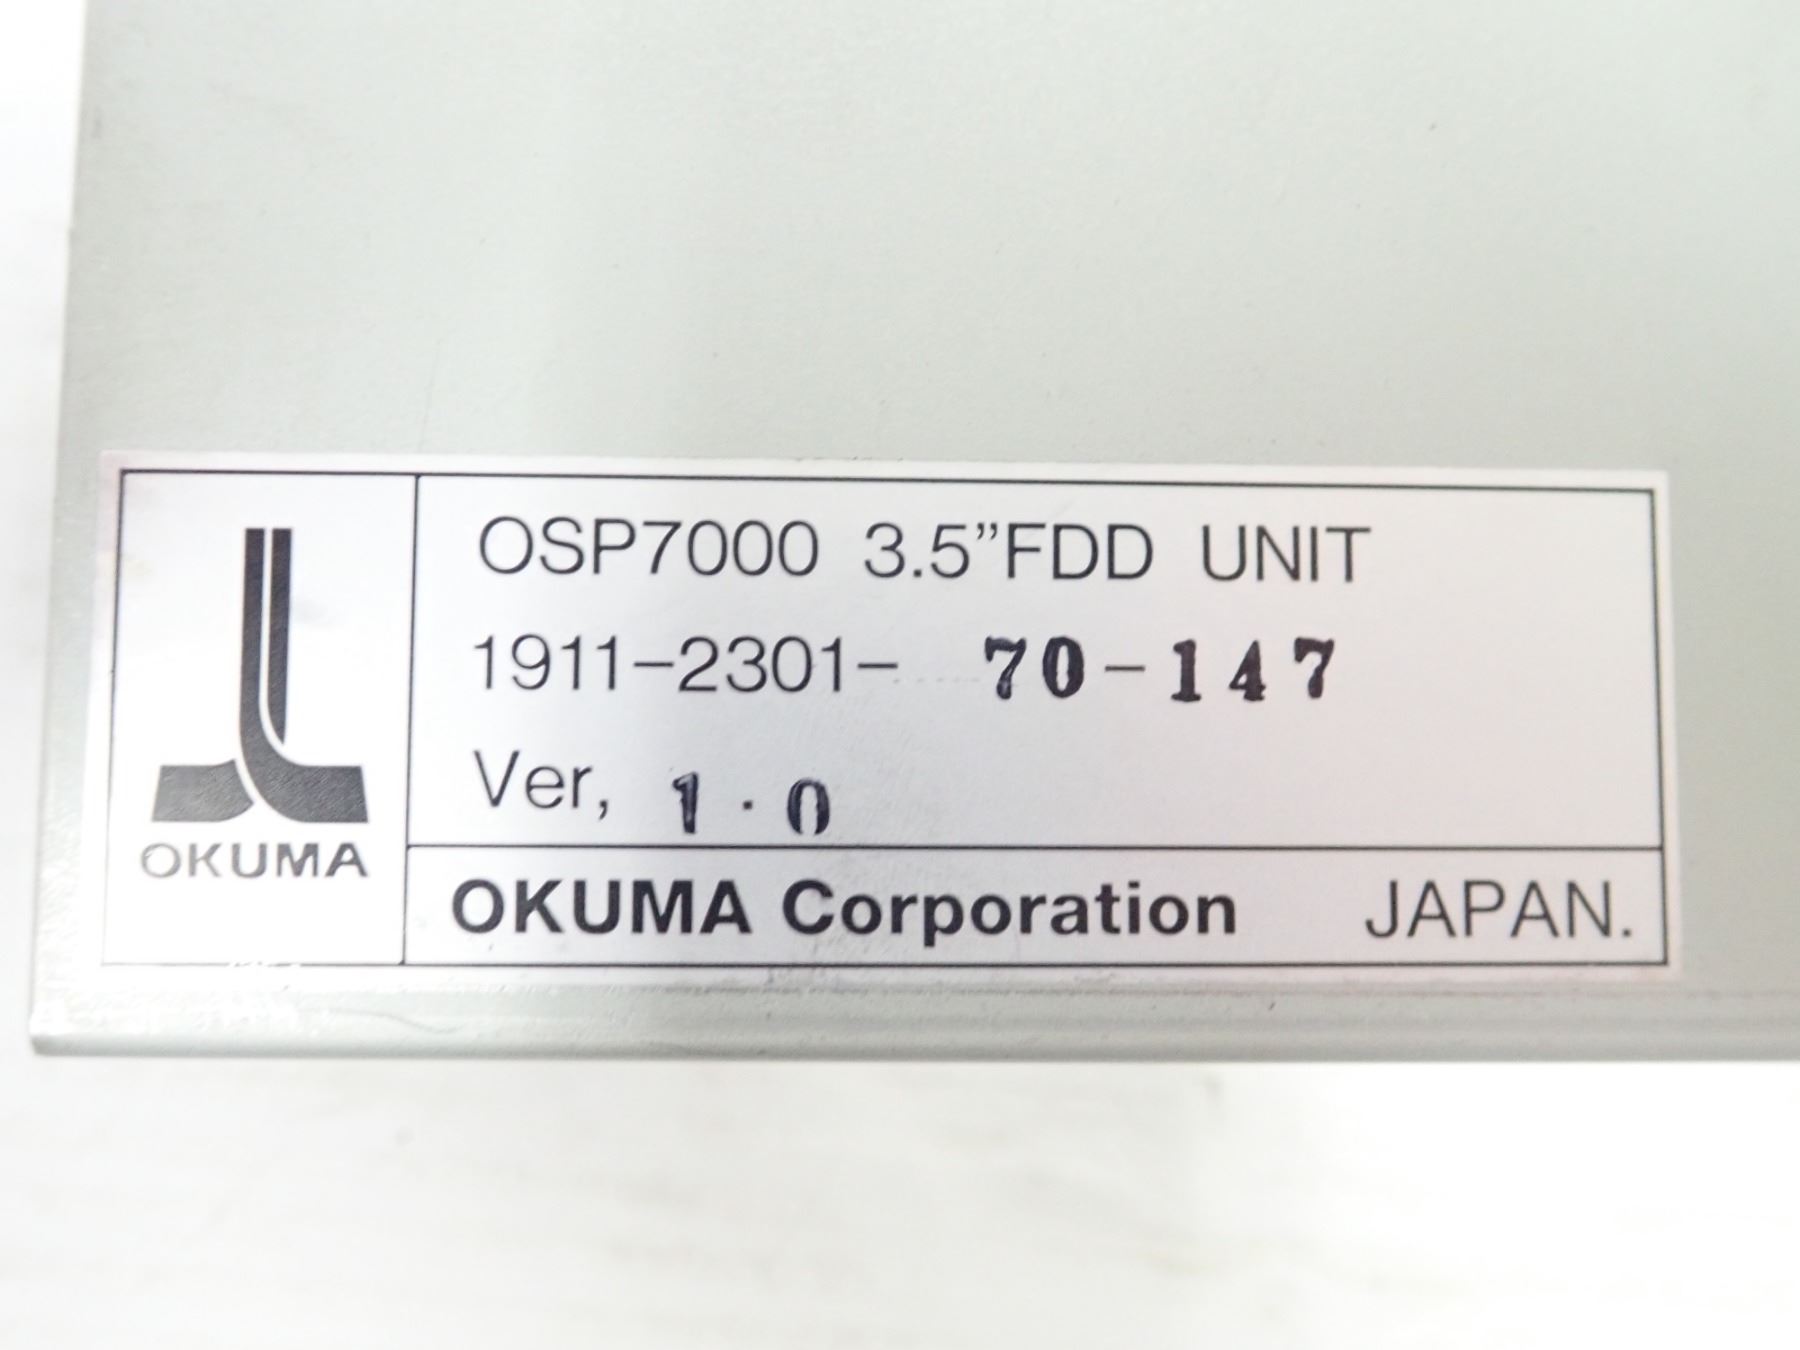 OSP7000 3.5”FDD UNIT
1911-2301- 70-147
Ver, 1.0
OKUMA
OKUMA Corporation JAPAN.